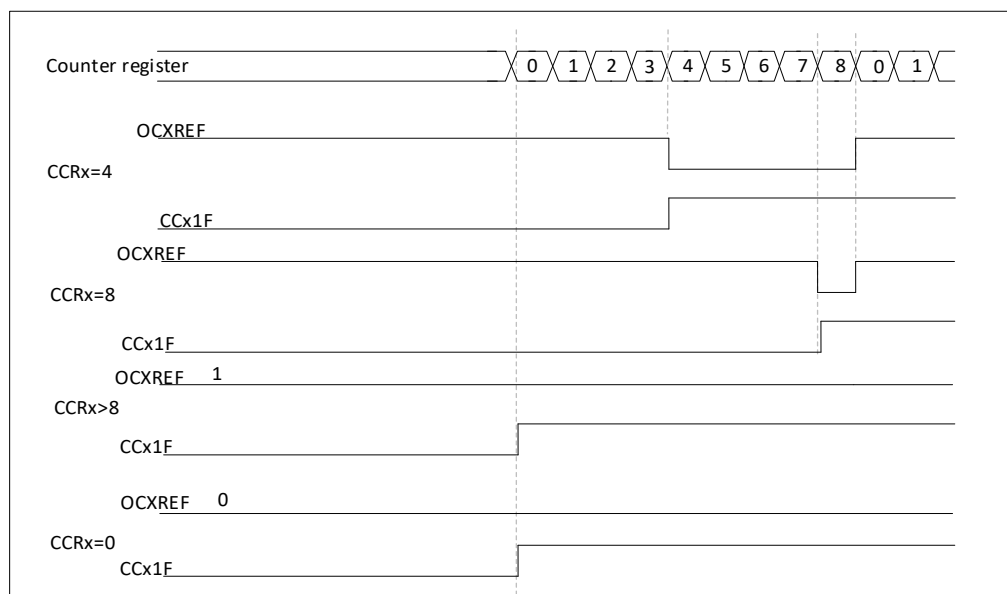 Counter register 0 1 2 3 4 5 6 7 8 0 1
OCXREF
CCRx=4
CCx1F
OCXREF
CCRx=8
CCx1F
OCXREF 1
CCRx>8
CCx1F
OCXREF 0
CCRx=0
CCx1F